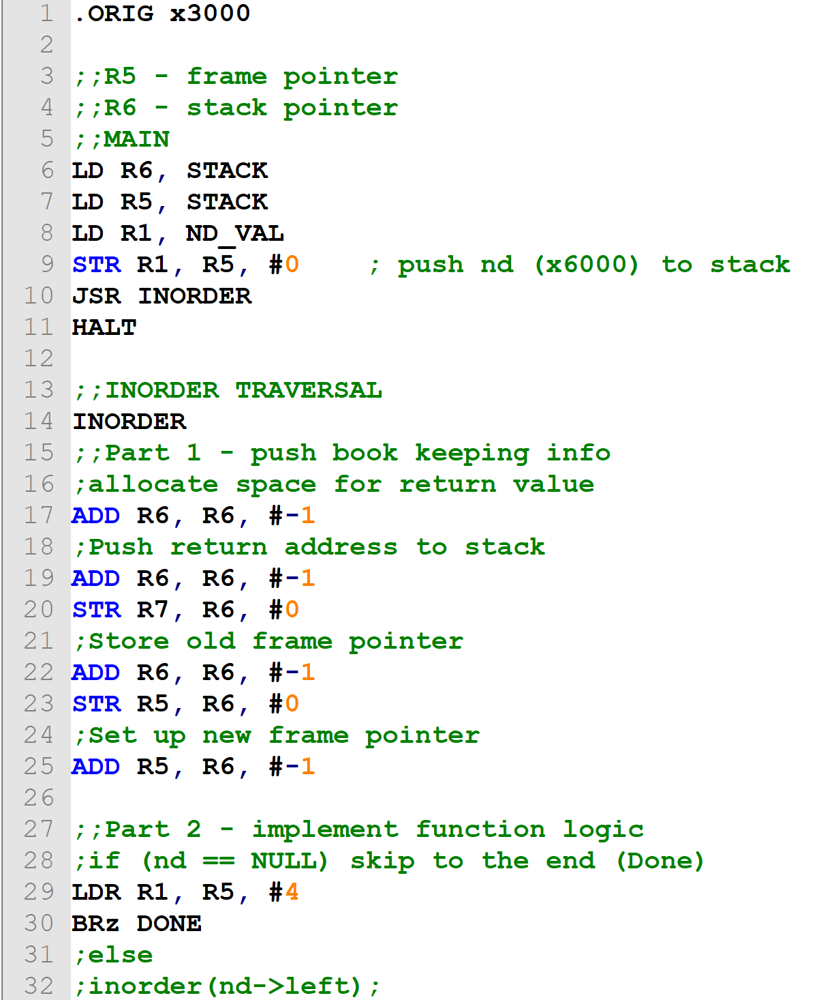 1 .ORIG x3000
2
3 ;;R5 - frame pointer
4 ;;R6 - stack pointer
5 ;;MAIN
6 LD R6, STACK
7 LD R5, STACK
8 LD R1, ND_VAL
9 STR R1, R5, #0 ; push nd (x6000) to stack
10 JSR INORDER
11 HALT
12
13 ;;INORDER TRAVERSAL
14 INORDER
15 ;;Part 1 - push book keeping info
16 ;allocate space for return value
17 ADD R6, R6, #-1
18 ;Push return address to stack
19 ADD R6, R6, #-1
20 STR R7, R6, #0
21 ;Store old frame pointer
22 ADD R6, R6, #-1
23 STR R5, R6, #0
24 ;Set up new frame pointer
25 ADD R5, R6, #-1
26
27 ;;Part 2 - implement function logic
28 ;if (nd == NULL) skip to the end (Done)
29 LDR R1, R5, #4
30 BRz DONE
31 ;else
32 ;inorder(nd->left);